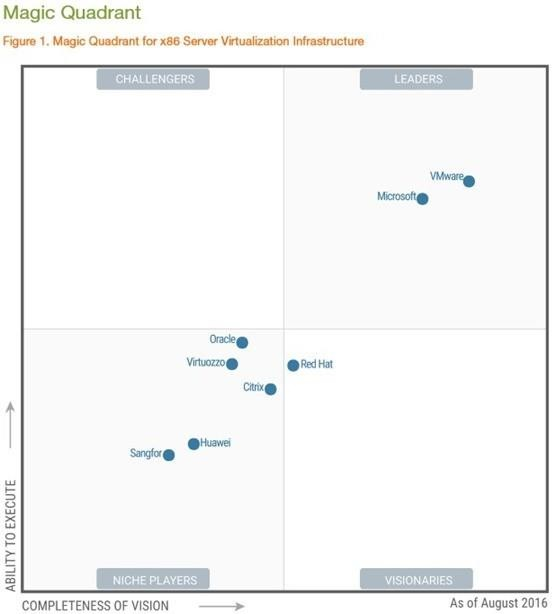 Magic Quadrant
Figure 1. Magic Quadrant for x86 Server Virtualization Infrastructure
CHALLENGERS
LEADERS
VMware
Microsoft
Oracle
Virtuozzo
Red Hat
Citrix
Huawei
Sangfor
ABILITY TO EXECUTE
NICHE PLAYERS
VISIONARIES
COMPLETENESS OF VISION
As of August 2016